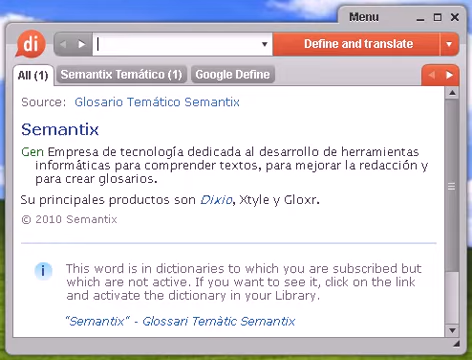 Menu
di
Define and translate
All (1) Semantix Temático (1) Google Define
Source: Glosario Temático Semantix
Semantix
Gen Empresa de tecnología dedicada al desarrollo de herramientas
informáticas para comprender textos, para mejorar la redacción y
para crear glosarios.
Su principales productos son Dixio, Xtyle y Gloxr.
© 2010 Semantix
i
This word is in dictionaries to which you are subscribed but
which are not active. If you want to see it, click on the link
and activate the dictionary in your Library.
"Semantix" - Glossari Temàtic Semantix